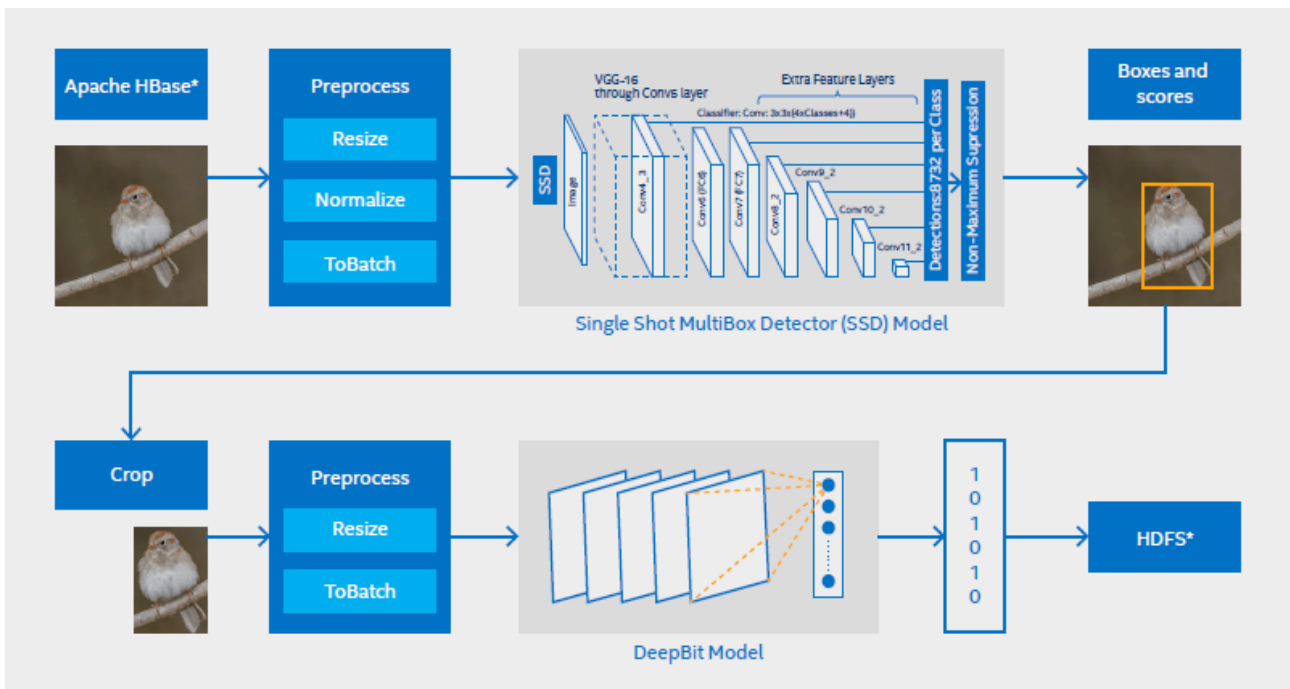 Apache HBase*
Preprocess
Resize
Normalize
ToBatch
VGG-16
through Conv5 layer
Extra Feature Layers
Classifier: Conv: 3x3x(4xClasses+4))
SSD
Image
Conv4_3
Conv6 (FC6)
Conv7 (FC7)
Conv8_2
Conv9_2
Conv10_2
Conv11_2
Detections:8732 per Class
Non-Maximum Supression
Single Shot MultiBox Detector (SSD) Model
Boxes and
scores
Crop
Preprocess
Resize
ToBatch
DeepBit Model
1
0
1
0
1
0
HDFS*